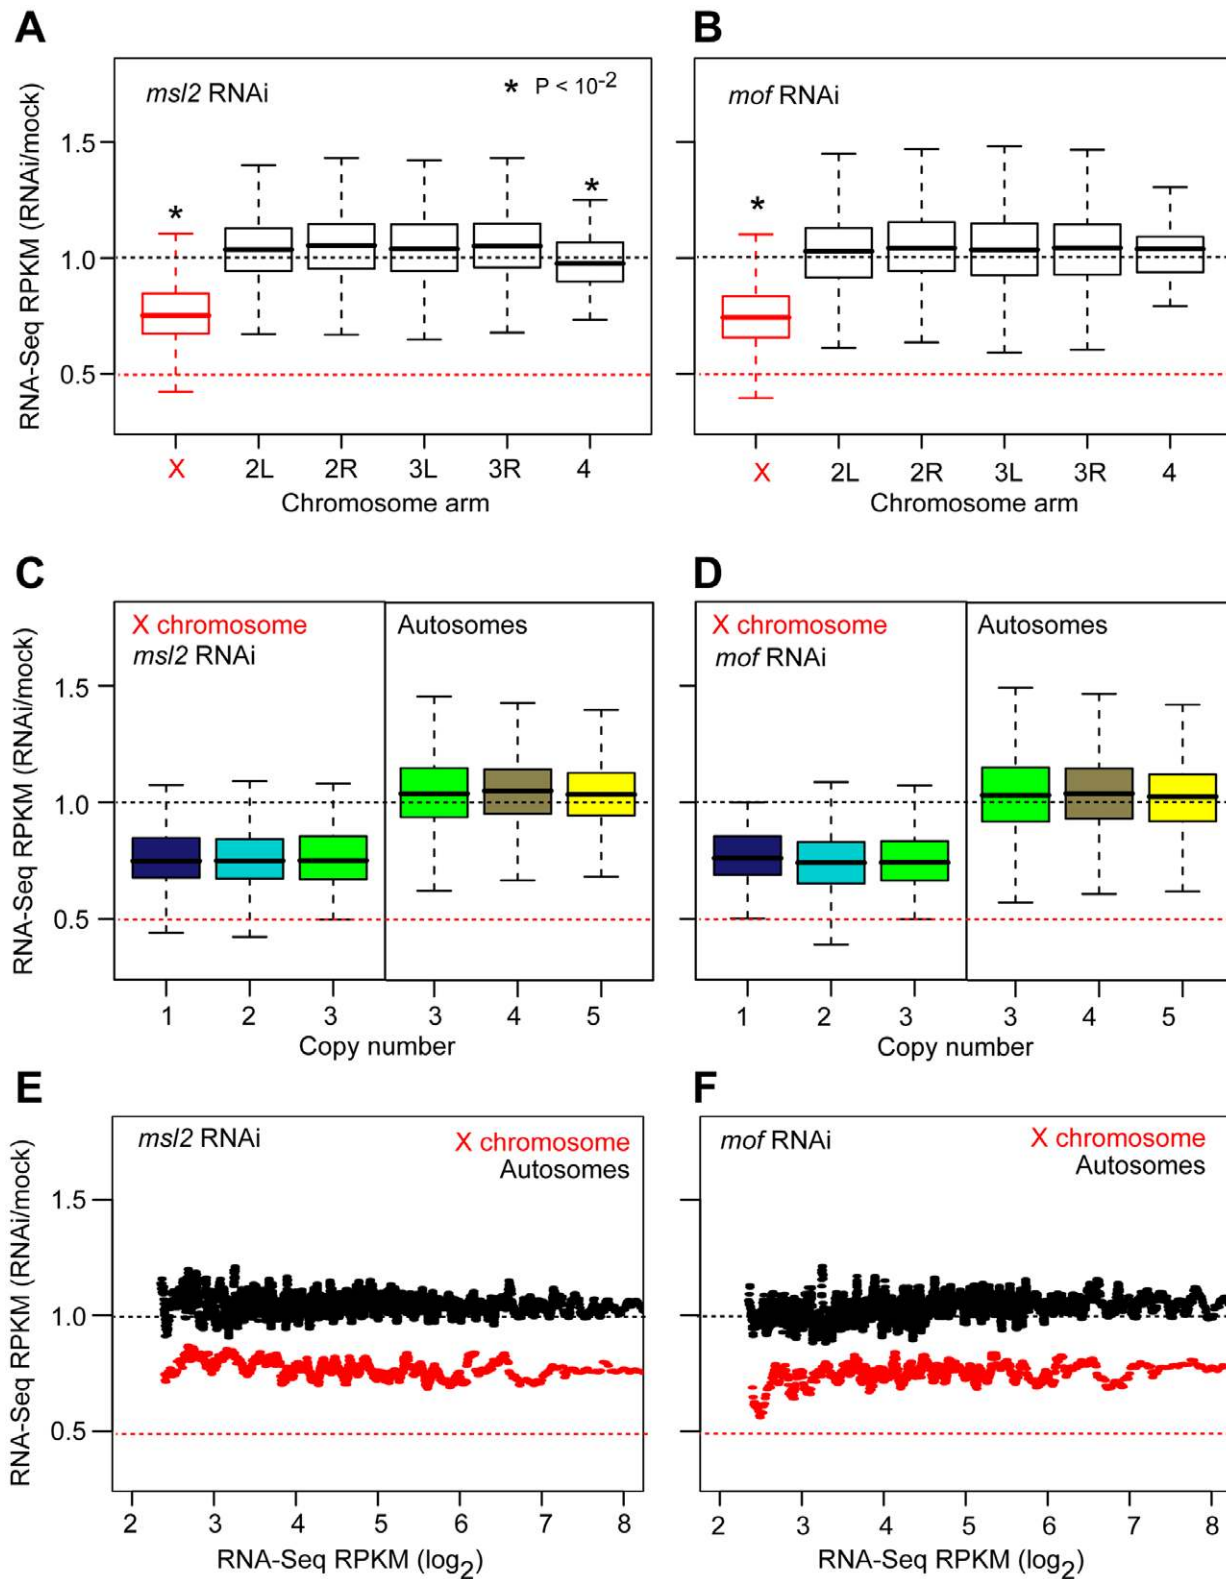 A
msl2 RNAi
* P < 10-2
RNA-Seq RPKM (RNAi/mock)
1.5
1.0
0.5
*
*
X 2L 2R 3L 3R 4
Chromosome arm
B
mof RNAi
*
X 2L 2R 3L 3R 4
Chromosome arm
C
X chromosome
msl2 RNAi
Autosomes
RNA-Seq RPKM (RNAi/mock)
1.5
1.0
0.5
1 2 3 3 4 5
Copy number
D
X chromosome
mof RNAi
Autosomes
1 2 3 3 4 5
Copy number
E
msl2 RNAi
X chromosome
Autosomes
RNA-Seq RPKM (RNAi/mock)
1.5
1.0
0.5
2 3 4 5 6 7 8
RNA-Seq RPKM (log2)
F
mof RNAi
X chromosome
Autosomes
2 3 4 5 6 7 8
RNA-Seq RPKM (log2)